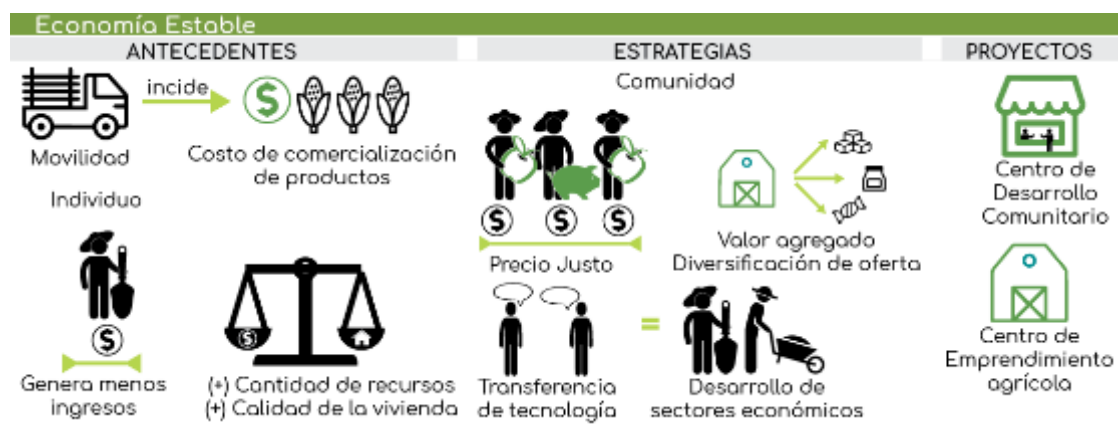 Economía Estable
ANTECEDENTES
ESTRATEGIAS
PROYECTOS
incide
$
Movilidad
Costo de comercialización
de productos
Individuo
$
Genera menos
ingresos
$
(+) Cantidad de recursos
(+) Calidad de la vivienda
Comunidad
$ $ $
Precio Justo
Valor agregado
Diversificación de oferta
=
Transferencia
de tecnología
Desarrollo de
sectores económicos
Centro de
Desarrollo
Comunitario
Centro de
Emprendimiento
agrícola